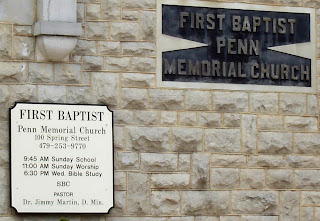 FIRST BAPTIST
PENN
MEMORIAL CHURCH
FIRST BAPTIST
Penn Memorial Church
100 Spring Street
479-253-9770
9:45 AM Sunday School
11:00 AM Sunday Worship
6:30 PM Wed. Bible Study
SBC
PASTOR
Dr. Jimmy Martin, D. Min.